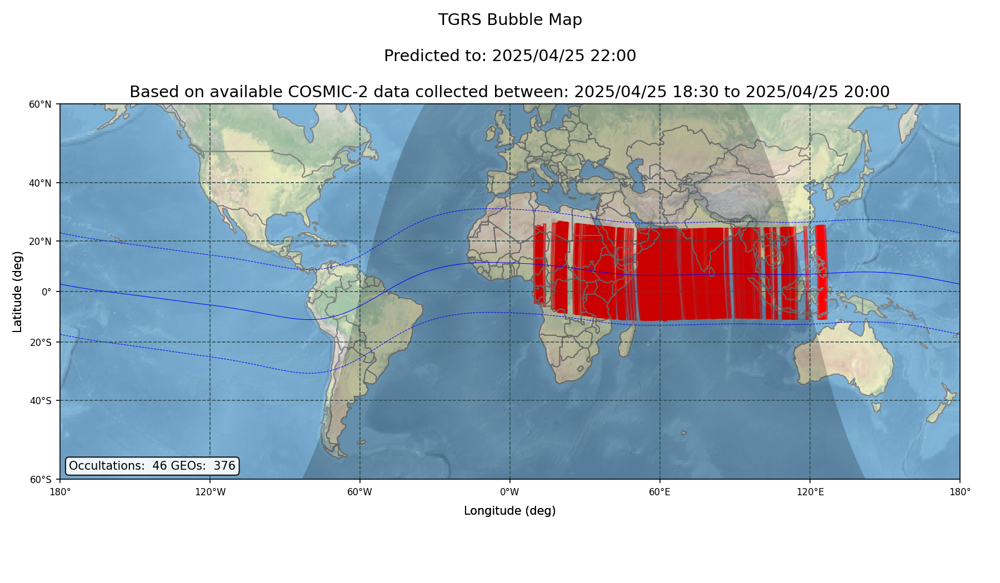 TGRS Bubble Map
Predicted to: 2025/04/25 22:00
Based on available COSMIC-2 data collected between: 2025/04/25 18:30 to 2025/04/25 20:00
60°N
40°N
20°N
0°
20°S
40°S
60°S
Latitude (deg)
Occultations:  46 GEOs:  376
180° 120°W 60°W 0°W 60°E 120°E 180°
Longitude (deg)